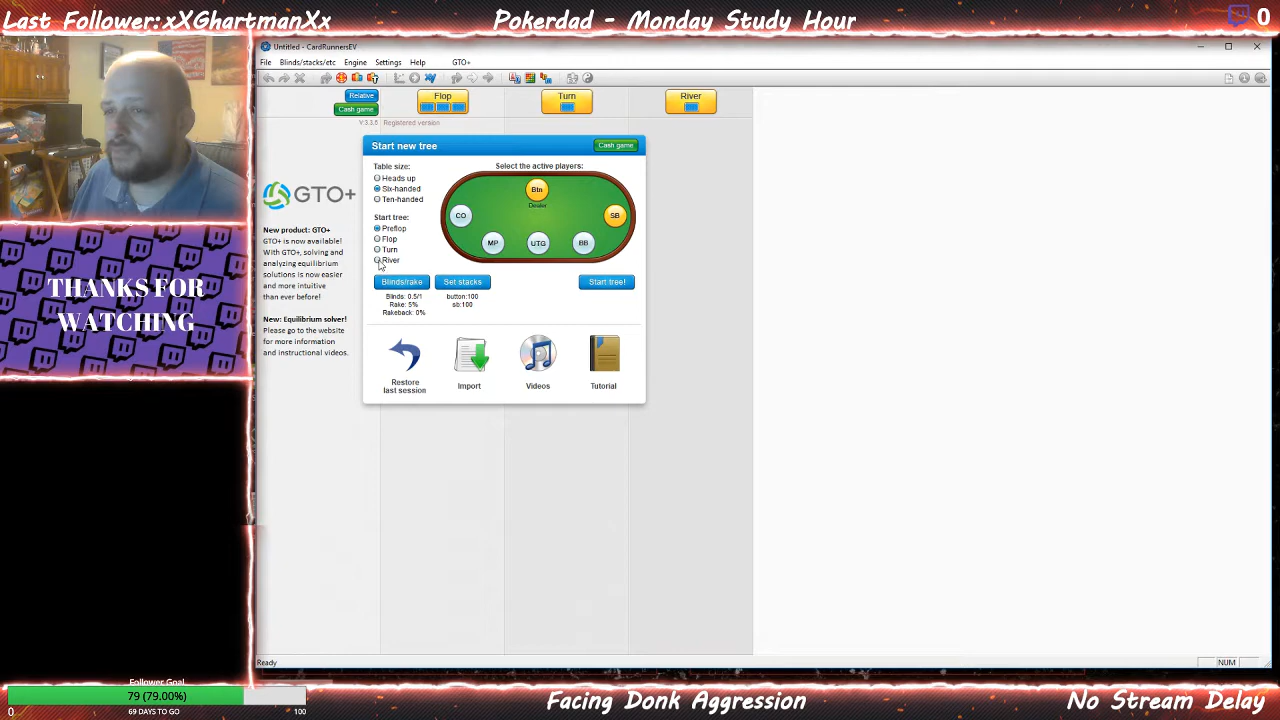 Last Follower:xXGhartmanXx
Pokerdad - Monday Study Hour
0
Untitled - CardRunnersEV
File Blinds/stacks/etc Engine Settings Help GTO+
Relative
Cash game
Flop
Turn
River
V:3.3.6 Registered version
Start new tree
Cash game
Table size:
Heads up
Six-handed
Ten-handed
Select the active players:
Btn
Dealer
CO
SB
MP
UTG
BB
Start tree:
Preflop
Flop
Turn
River
Blinds/rake
Set stacks
Start tree!
Blinds: 0.5/1
Rake: 5%
Rakeback: 0%
button:100
sb:100
Restore
last session
Import
Videos
Tutorial
GTO+
New product: GTO+
GTO+ is now available!
With GTO+, solving and
analyzing equilibrium
solutions is now easier
and more intuitive
than ever before!
New: Equilibrium solver!
Please go to the website
for more information
and instructional videos.
THANKS FOR
WATCHING
Ready
NUM
Follower Goal
79 (79.00%)
0
69 DAYS TO GO
100
Facing Donk Aggression
No Stream Delay